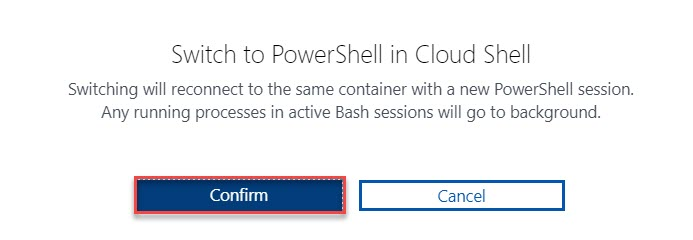 Switch to PowerShell in Cloud Shell
Switching will reconnect to the same container with a new PowerShell session.
Any running processes in active Bash sessions will go to background.
Confirm
Cancel